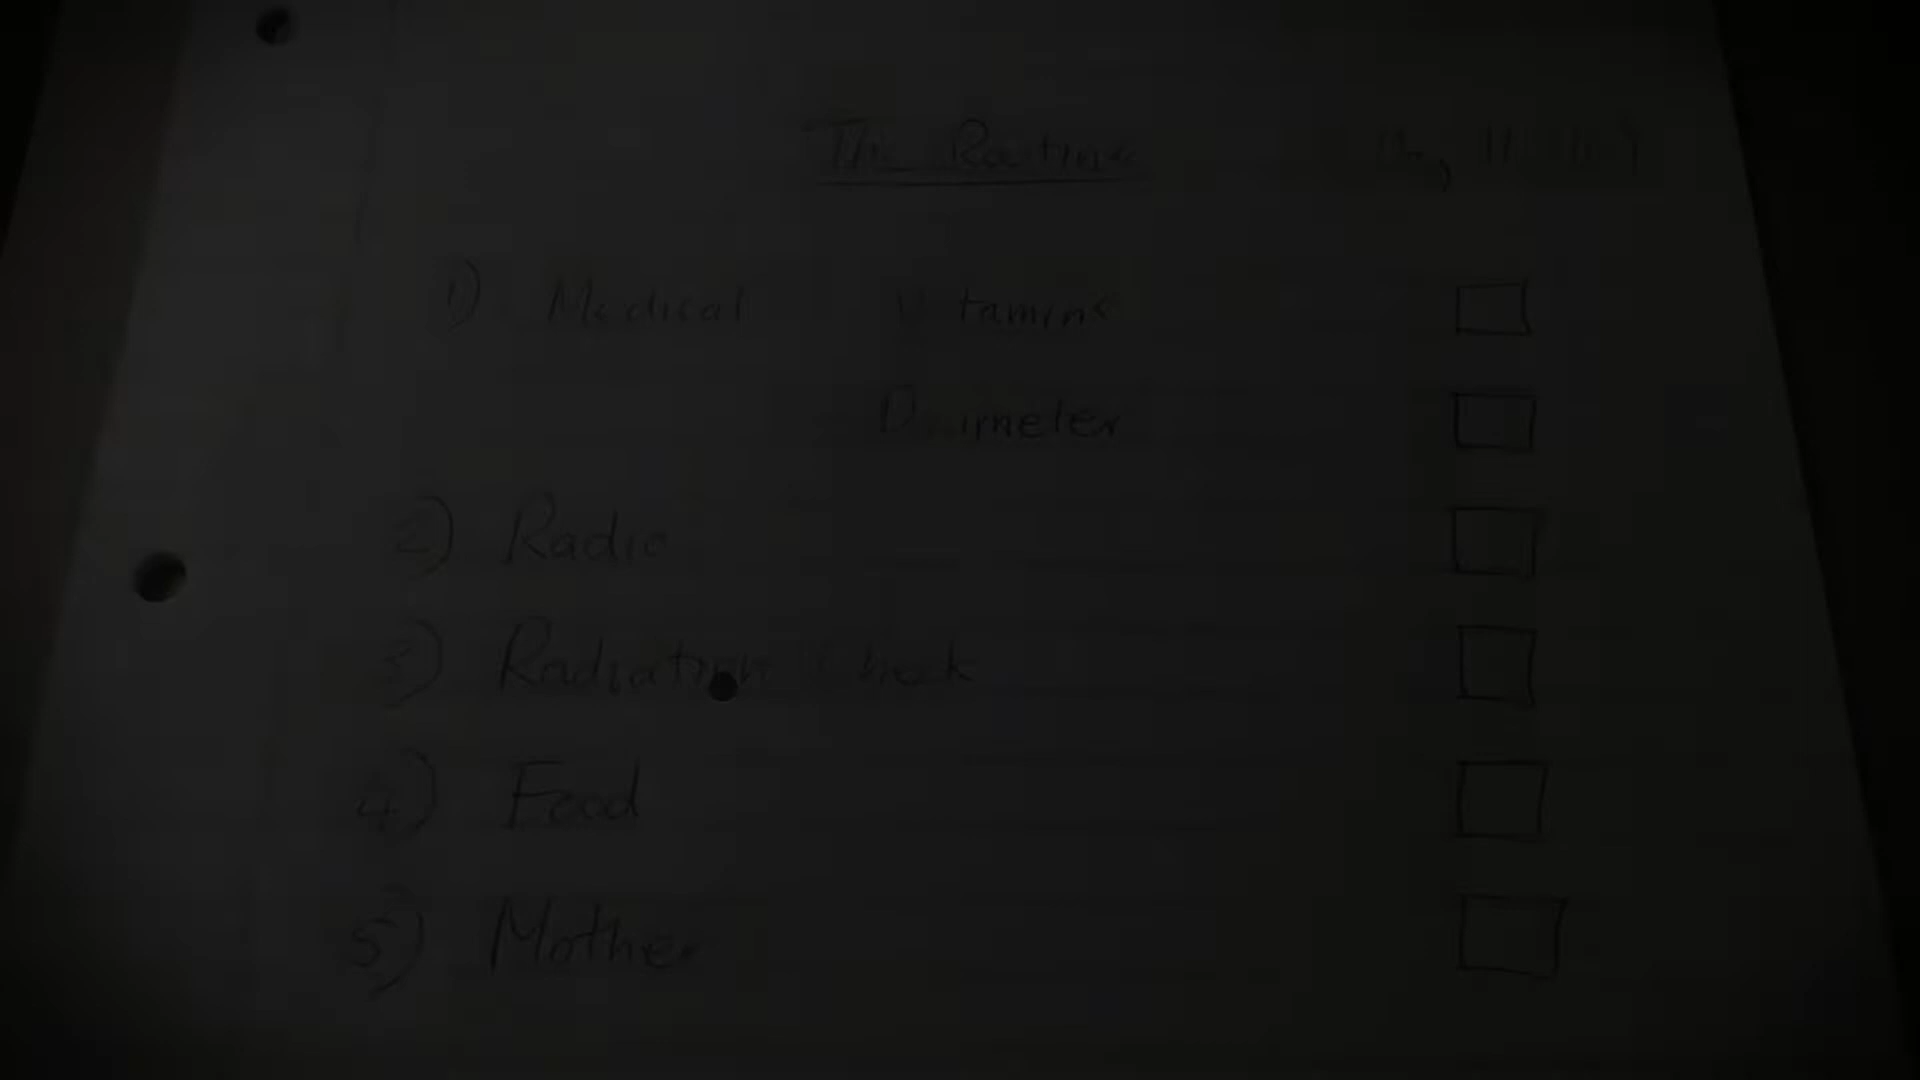 The Routine
1) Medical Vitamins
Dosimeter
2) Radio
3) Radiation Check
4) Food
5) Mother